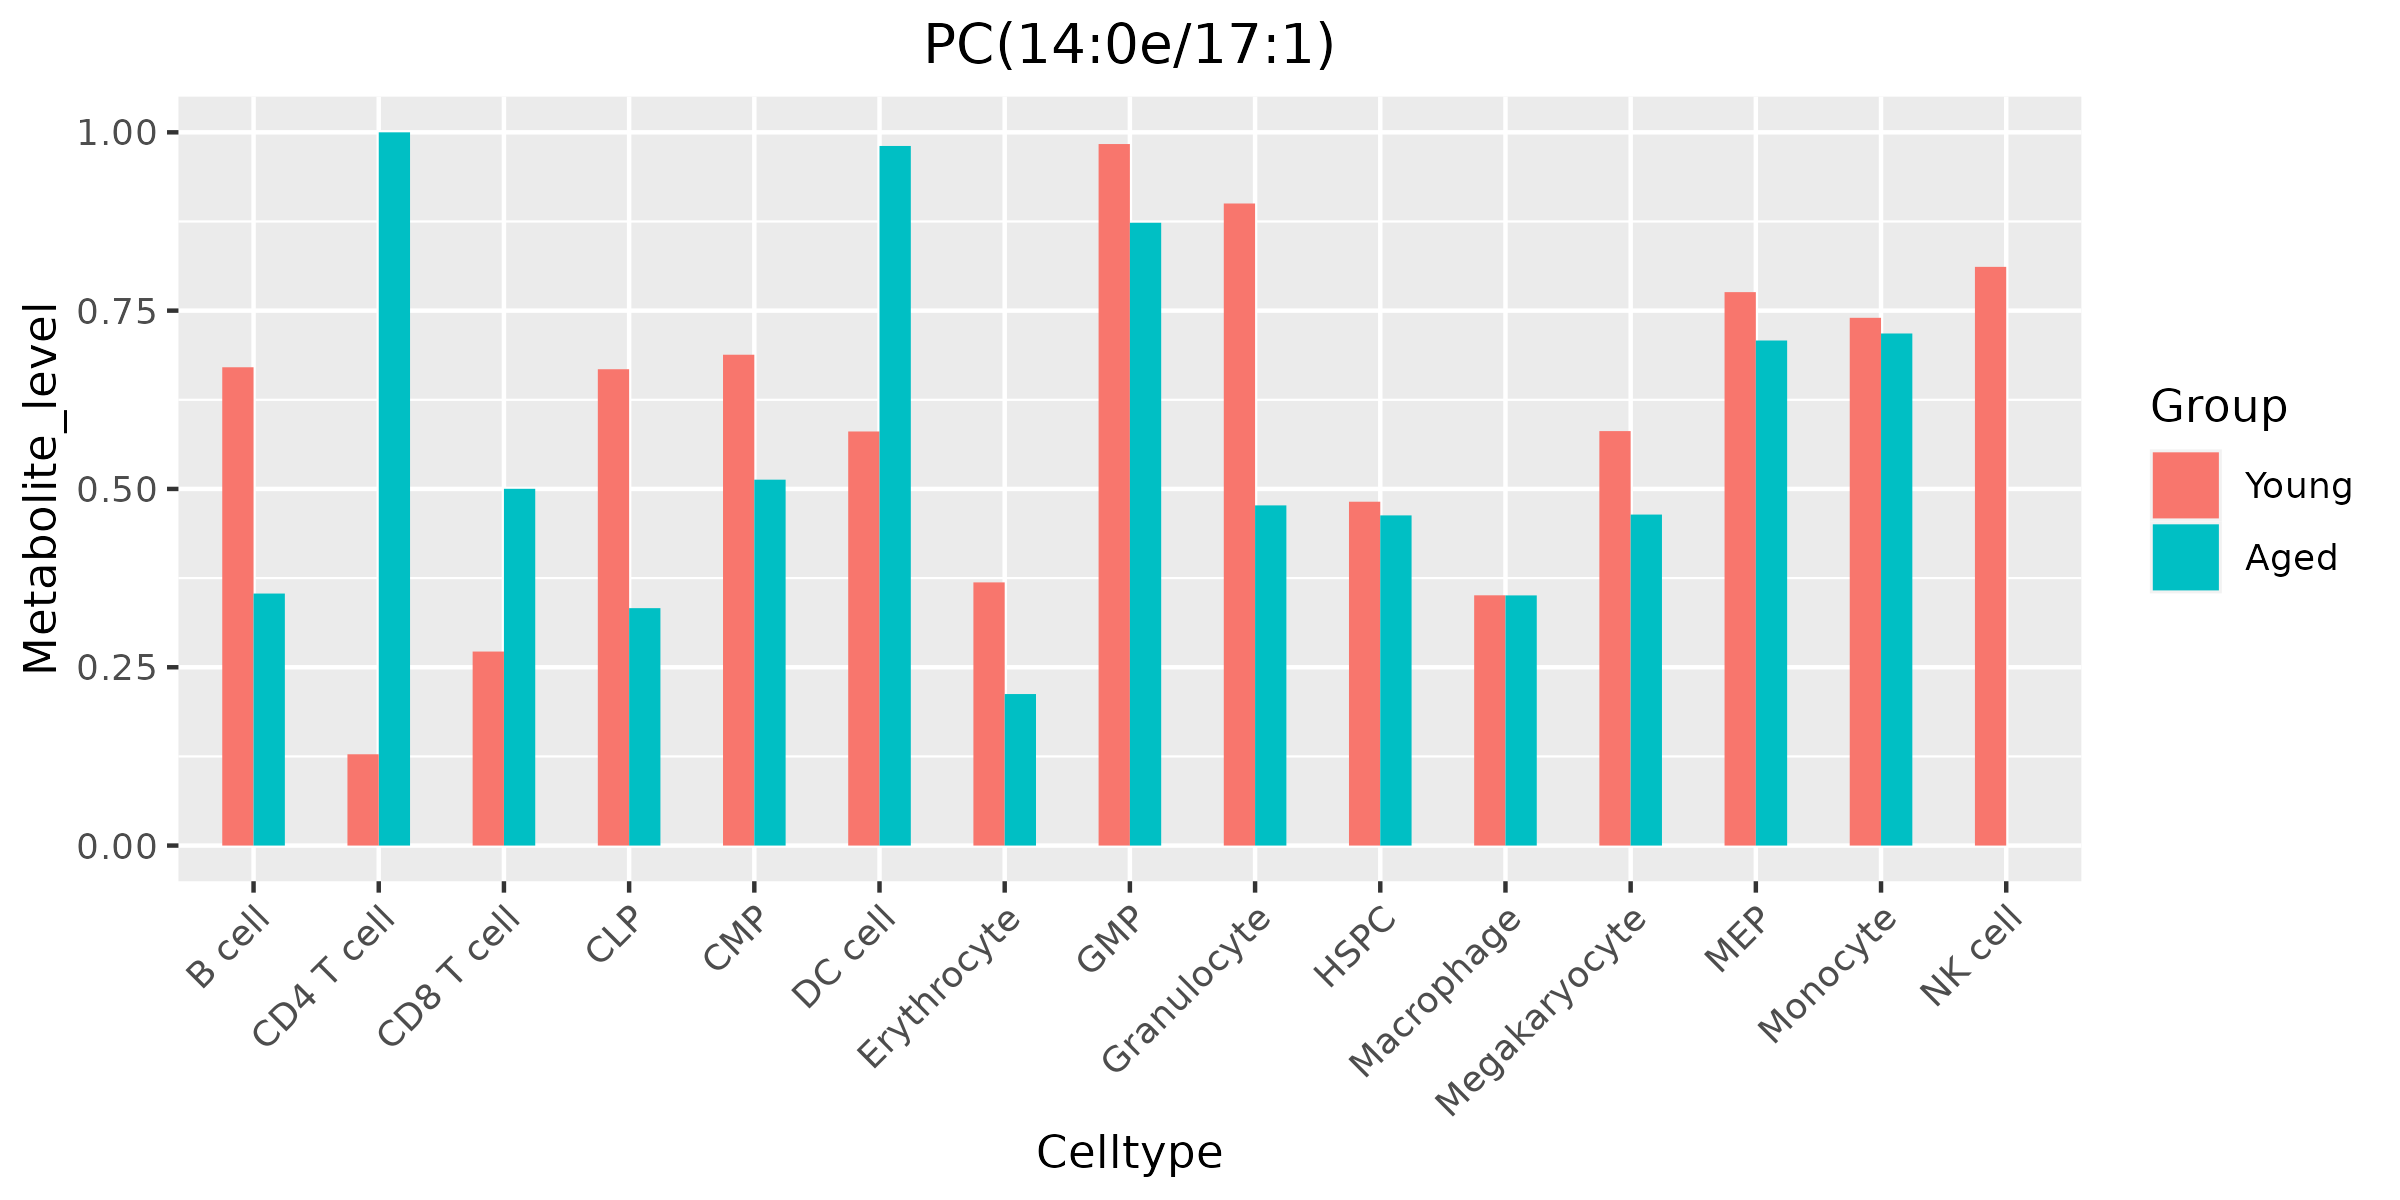 PC(14:0e/17:1)
Metabolite_level
1.00
0.75
0.50
0.25
0.00
B cell
CD4 T cell
CD8 T cell
CLP
CMP
DC cell
Erythrocyte
GMP
Granulocyte
HSPC
Macrophage
Megakaryocyte
MEP
Monocyte
NK cell
Celltype
Group
Young
Aged